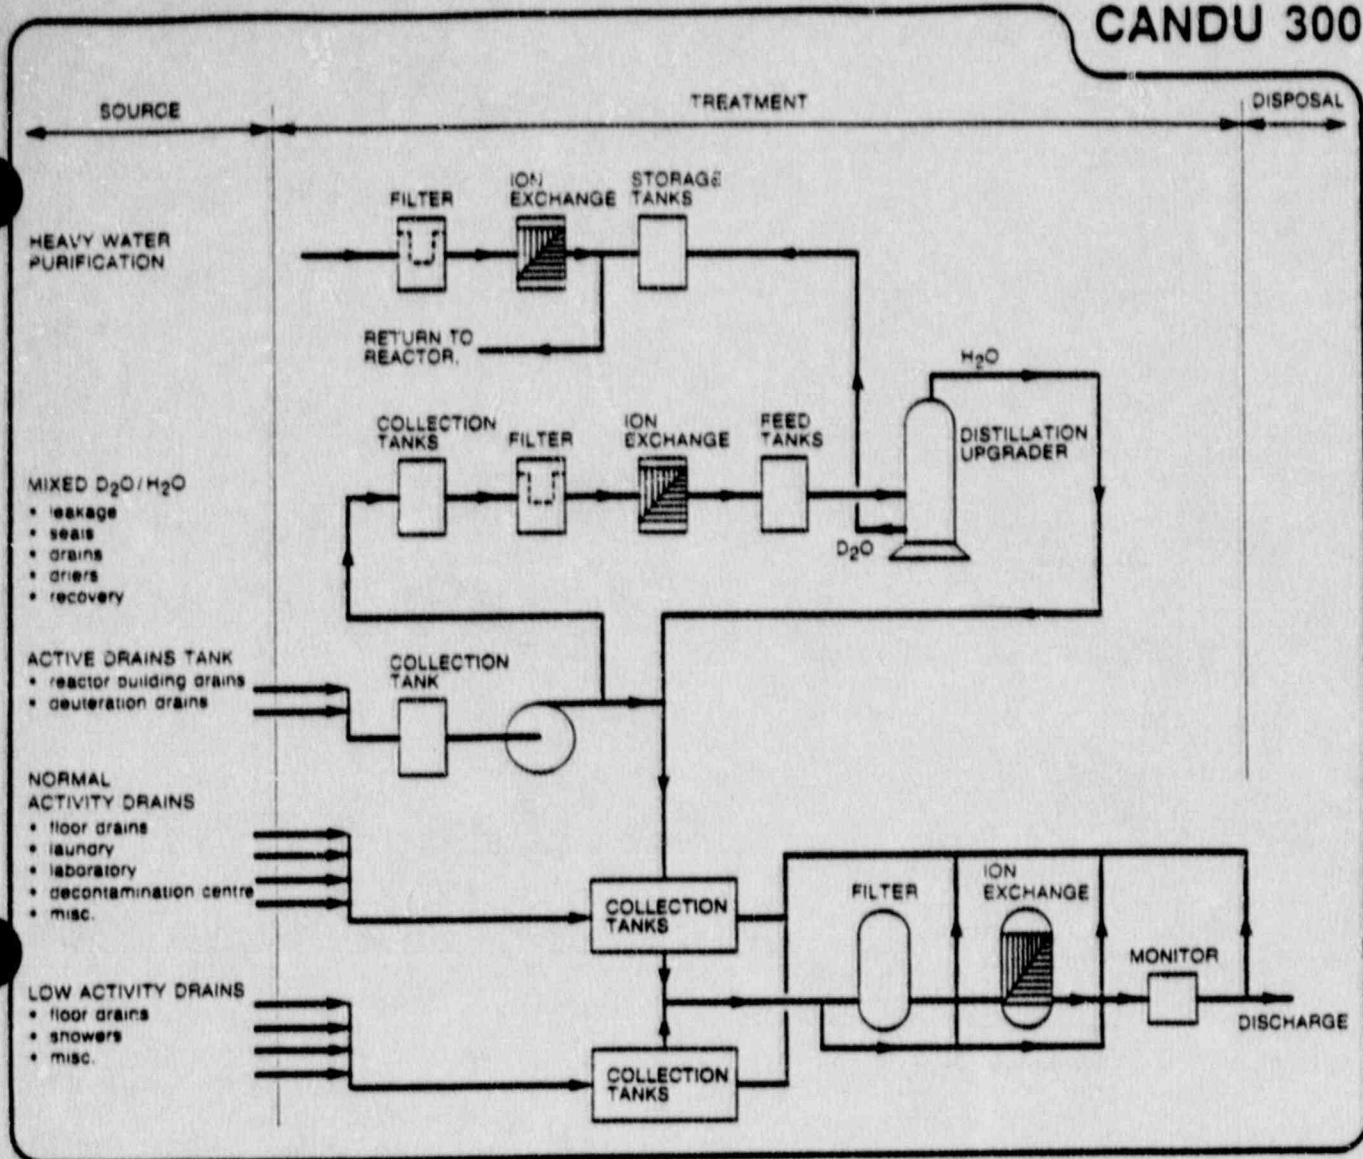 CANDU 300
SOURCE
TREATMENT
DISPOSAL
HEAVY WATER
PURIFICATION
FILTER
ION
EXCHANGE
STORAGE
TANKS
RETURN TO
REACTOR.
H₂O
MIXED D₂O/H₂O
• leakage
• seals
• drains
• driers
• recovery
COLLECTION
TANKS
FILTER
ION
EXCHANGE
FEED
TANKS
DISTILLATION
UPGRADER
D₂O
ACTIVE DRAINS TANK
• reactor building drains
• deuteration drains
COLLECTION
TANK
NORMAL
ACTIVITY DRAINS
• floor drains
• laundry
• laboratory
• decontamination centre
• misc.
COLLECTION
TANKS
FILTER
ION
EXCHANGE
MONITOR
DISCHARGE
LOW ACTIVITY DRAINS
• floor drains
• showers
• misc.
COLLECTION
TANKS